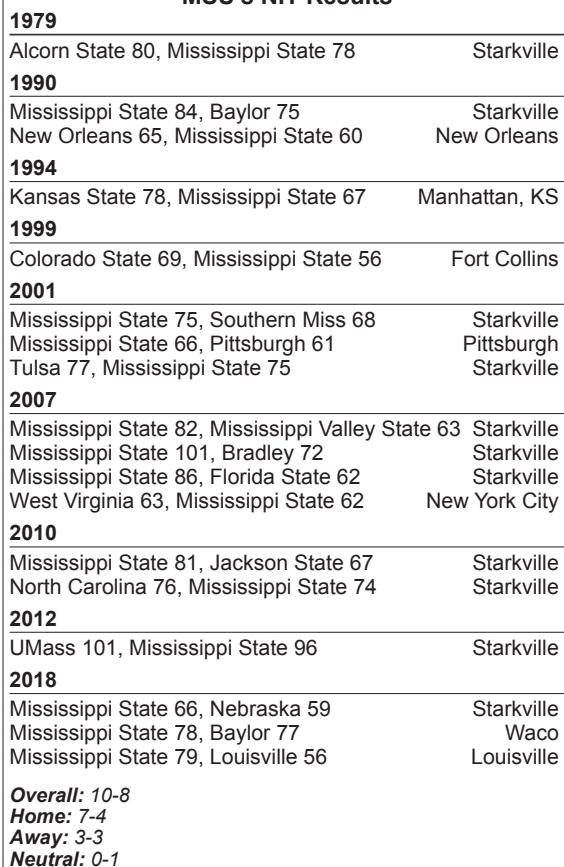 MSU's NIT Results
1979
Alcorn State 80, Mississippi State 78 Starkville
1990
Mississippi State 84, Baylor 75 Starkville
New Orleans 65, Mississippi State 60 New Orleans
1994
Kansas State 78, Mississippi State 67 Manhattan, KS
1999
Colorado State 69, Mississippi State 56 Fort Collins
2001
Mississippi State 75, Southern Miss 68 Starkville
Mississippi State 66, Pittsburgh 61 Pittsburgh
Tulsa 77, Mississippi State 75 Starkville
2007
Mississippi State 82, Mississippi Valley State 63 Starkville
Mississippi State 101, Bradley 72 Starkville
Mississippi State 86, Florida State 62 Starkville
West Virginia 63, Mississippi State 62 New York City
2010
Mississippi State 81, Jackson State 67 Starkville
North Carolina 76, Mississippi State 74 Starkville
2012
UMass 101, Mississippi State 96 Starkville
2018
Mississippi State 66, Nebraska 59 Starkville
Mississippi State 78, Baylor 77 Waco
Mississippi State 79, Louisville 56 Louisville
Overall: 10-8
Home: 7-4
Away: 3-3
Neutral: 0-1